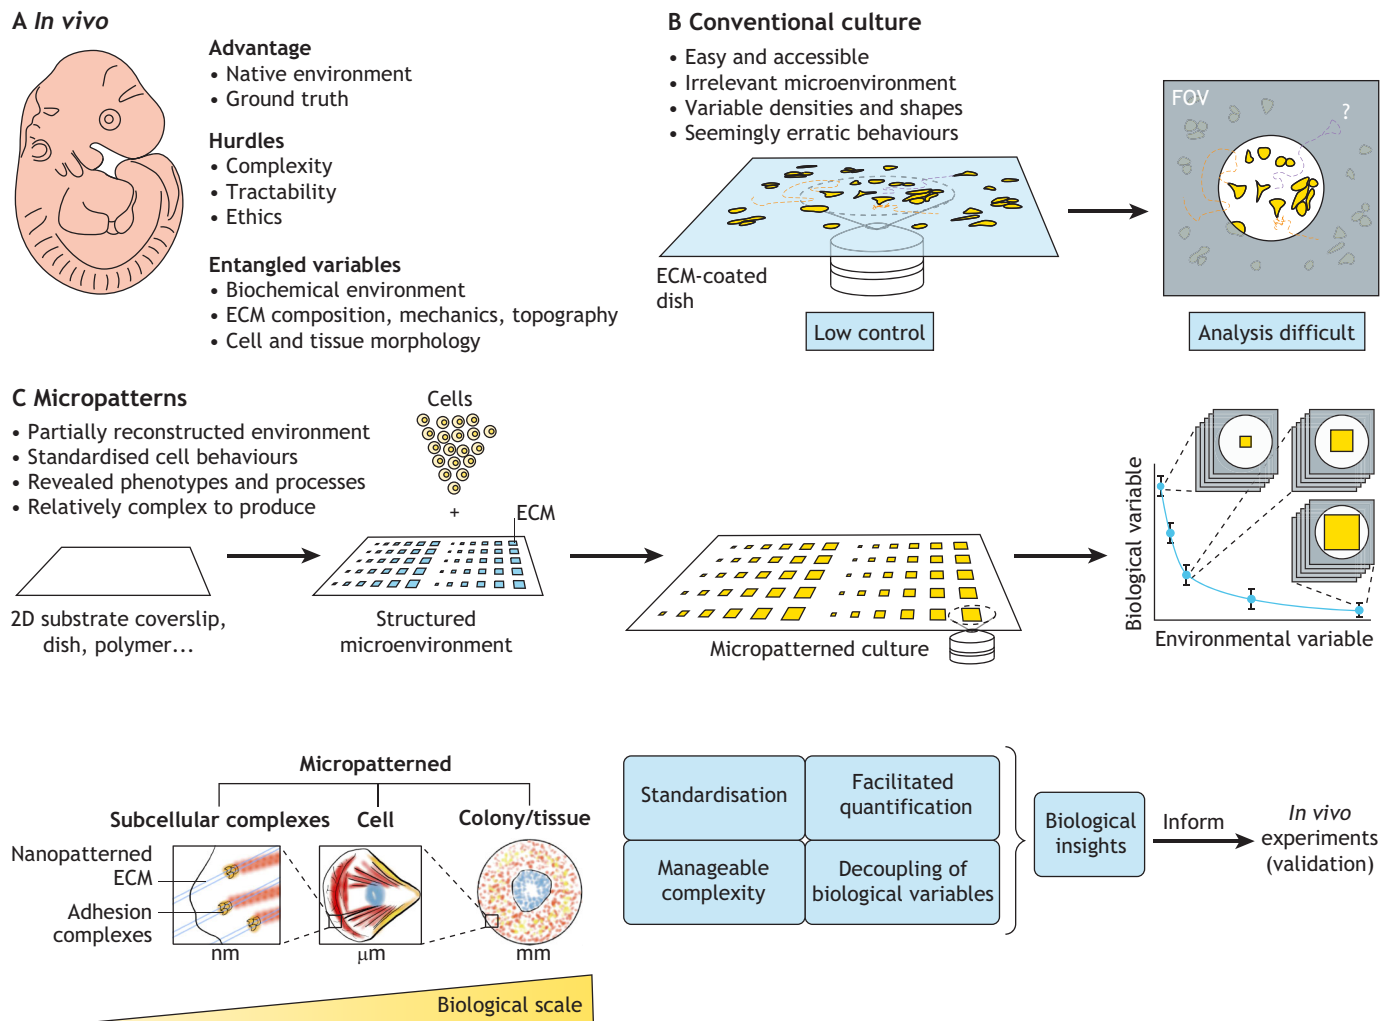 A In vivo
Advantage
• Native environment
• Ground truth
Hurdles
• Complexity
• Tractability
• Ethics
Entangled variables
• Biochemical environment
• ECM composition, mechanics, topography
• Cell and tissue morphology
B Conventional culture
• Easy and accessible
• Irrelevant microenvironment
• Variable densities and shapes
• Seemingly erratic behaviours
ECM-coated
dish
Low control
FOV
?
Analysis difficult
C Micropatterns
• Partially reconstructed environment
• Standardised cell behaviours
• Revealed phenotypes and processes
• Relatively complex to produce
Cells
+
ECM
2D substrate coverslip,
dish, polymer...
Structured
microenvironment
Micropatterned culture
Biological variable
Environmental variable
Micropatterned
Subcellular complexes
Cell
Colony/tissue
Nanopatterned
ECM
Adhesion
complexes
nm
μm
mm
Biological scale
Standardisation
Facilitated
quantification
Manageable
complexity
Decoupling of
biological variables
Biological
insights
Inform
In vivo
experiments
(validation)